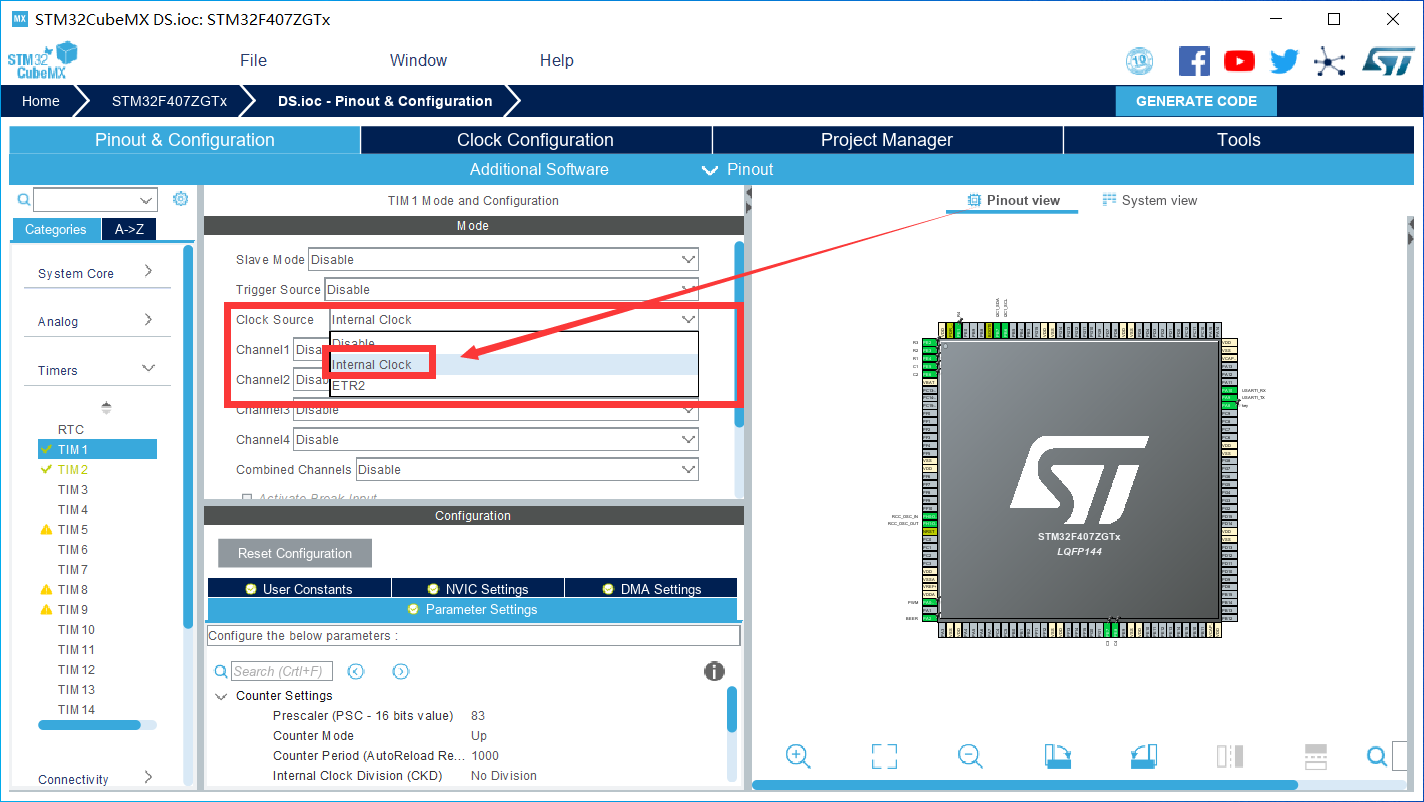 MX STM32CubeMX DS.ioc: STM32F407ZGTx
STM32
CubeMX
File Window Help
10
Home STM32F407ZGTx DS.ioc - Pinout & Configuration GENERATE CODE
Pinout & Configuration Clock Configuration Project Manager Tools
Additional Software Pinout
TIM1 Mode and Configuration
Pinout view System view
Mode
Categories A->Z
System Core
Analog
Timers
RTC
TIM1
TIM2
TIM3
TIM4
TIM5
TIM6
TIM7
TIM8
TIM9
TIM10
TIM11
TIM12
TIM13
TIM14
Connectivity
Slave Mode Disable
Trigger Source Disable
Clock Source Internal Clock
Disable
Channel1 Disa
Internal Clock
Channel2 Disab
ETR2
Channel3 Disable
Channel4 Disable
Combined Channels Disable
Activate Break Input
Configuration
Reset Configuration
User Constants NVIC Settings DMA Settings
Parameter Settings
Configure the below parameters :
Search (Crtl+F)
Counter Settings
Prescaler (PSC - 16 bits value) 83
Counter Mode Up
Counter Period (AutoReload Re... 1000
Internal Clock Division (CKD) No Division
STM32F407ZGTx
LQFP144
RCC_OSC_IN
RCC_OSC_OUT
PWM
BEER
USART1_RX
USART1_TX
key